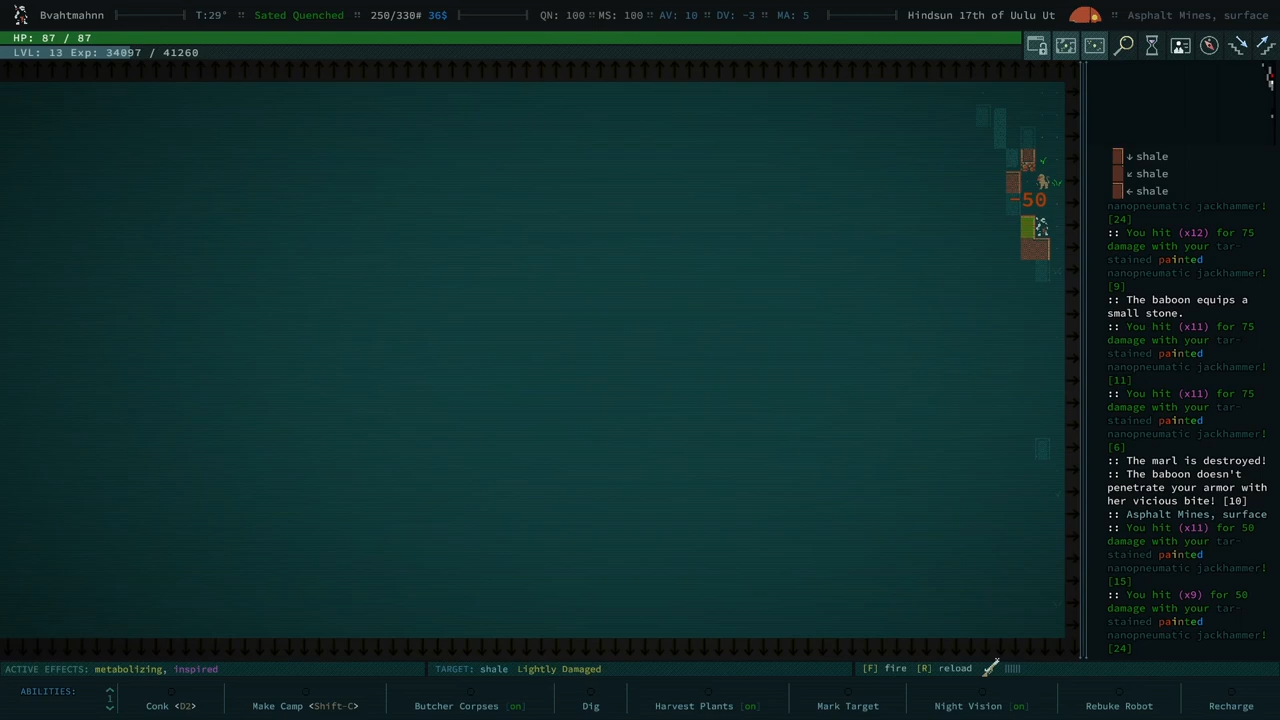 Bvahtmahnn T:29° :: Sated Quenched :: 250/330# 36$ QN: 100 :: MS: 100 :: AV: 10 :: DV: -3 :: MA: 5 Hindsun 17th of Uulu Ut Asphalt Mines, surface
HP: 87 / 87
LVL: 13 Exp: 34097 / 41260
-50
↓ shale
↙ shale
← shale
nanopneumatic jackhammer!
[24]
:: You hit (x12) for 75
damage with your tar-
stained painted
nanopneumatic jackhammer!
[9]
:: The baboon equips a
small stone.
:: You hit (x11) for 75
damage with your tar-
stained painted
nanopneumatic jackhammer!
[11]
:: You hit (x11) for 75
damage with your tar-
stained painted
nanopneumatic jackhammer!
[6]
:: The marl is destroyed!
:: The baboon doesn't
penetrate your armor with
her vicious bite! [10]
:: Asphalt Mines, surface
:: You hit (x11) for 50
damage with your tar-
stained painted
nanopneumatic jackhammer!
[15]
:: You hit (x9) for 50
damage with your tar-
stained painted
nanopneumatic jackhammer!
[24]
ACTIVE EFFECTS: metabolizing, inspired TARGET: shale Lightly Damaged [F] fire [R] reload
ABILITIES: 1 Conk <D2> Make Camp <Shift-C> Butcher Corpses [on] Dig Harvest Plants [on] Mark Target Night Vision [on] Rebuke Robot Recharge